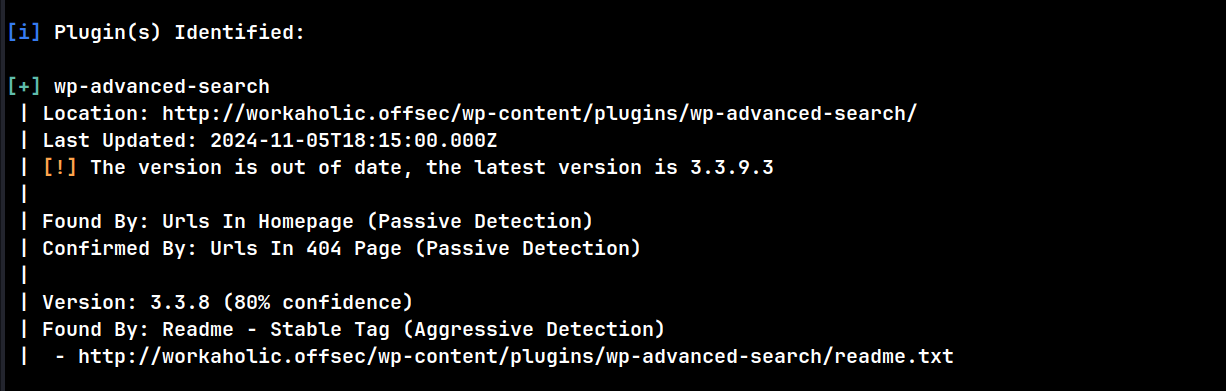 [i] Plugin(s) Identified:
[+] wp-advanced-search
| Location: http://workaholic.offsec/wp-content/plugins/wp-advanced-search/
| Last Updated: 2024-11-05T18:15:00.000Z
| [!] The version is out of date, the latest version is 3.3.9.3
|
| Found By: Urls In Homepage (Passive Detection)
| Confirmed By: Urls In 404 Page (Passive Detection)
|
| Version: 3.3.8 (80% confidence)
| Found By: Readme - Stable Tag (Aggressive Detection)
|  - http://workaholic.offsec/wp-content/plugins/wp-advanced-search/readme.txt